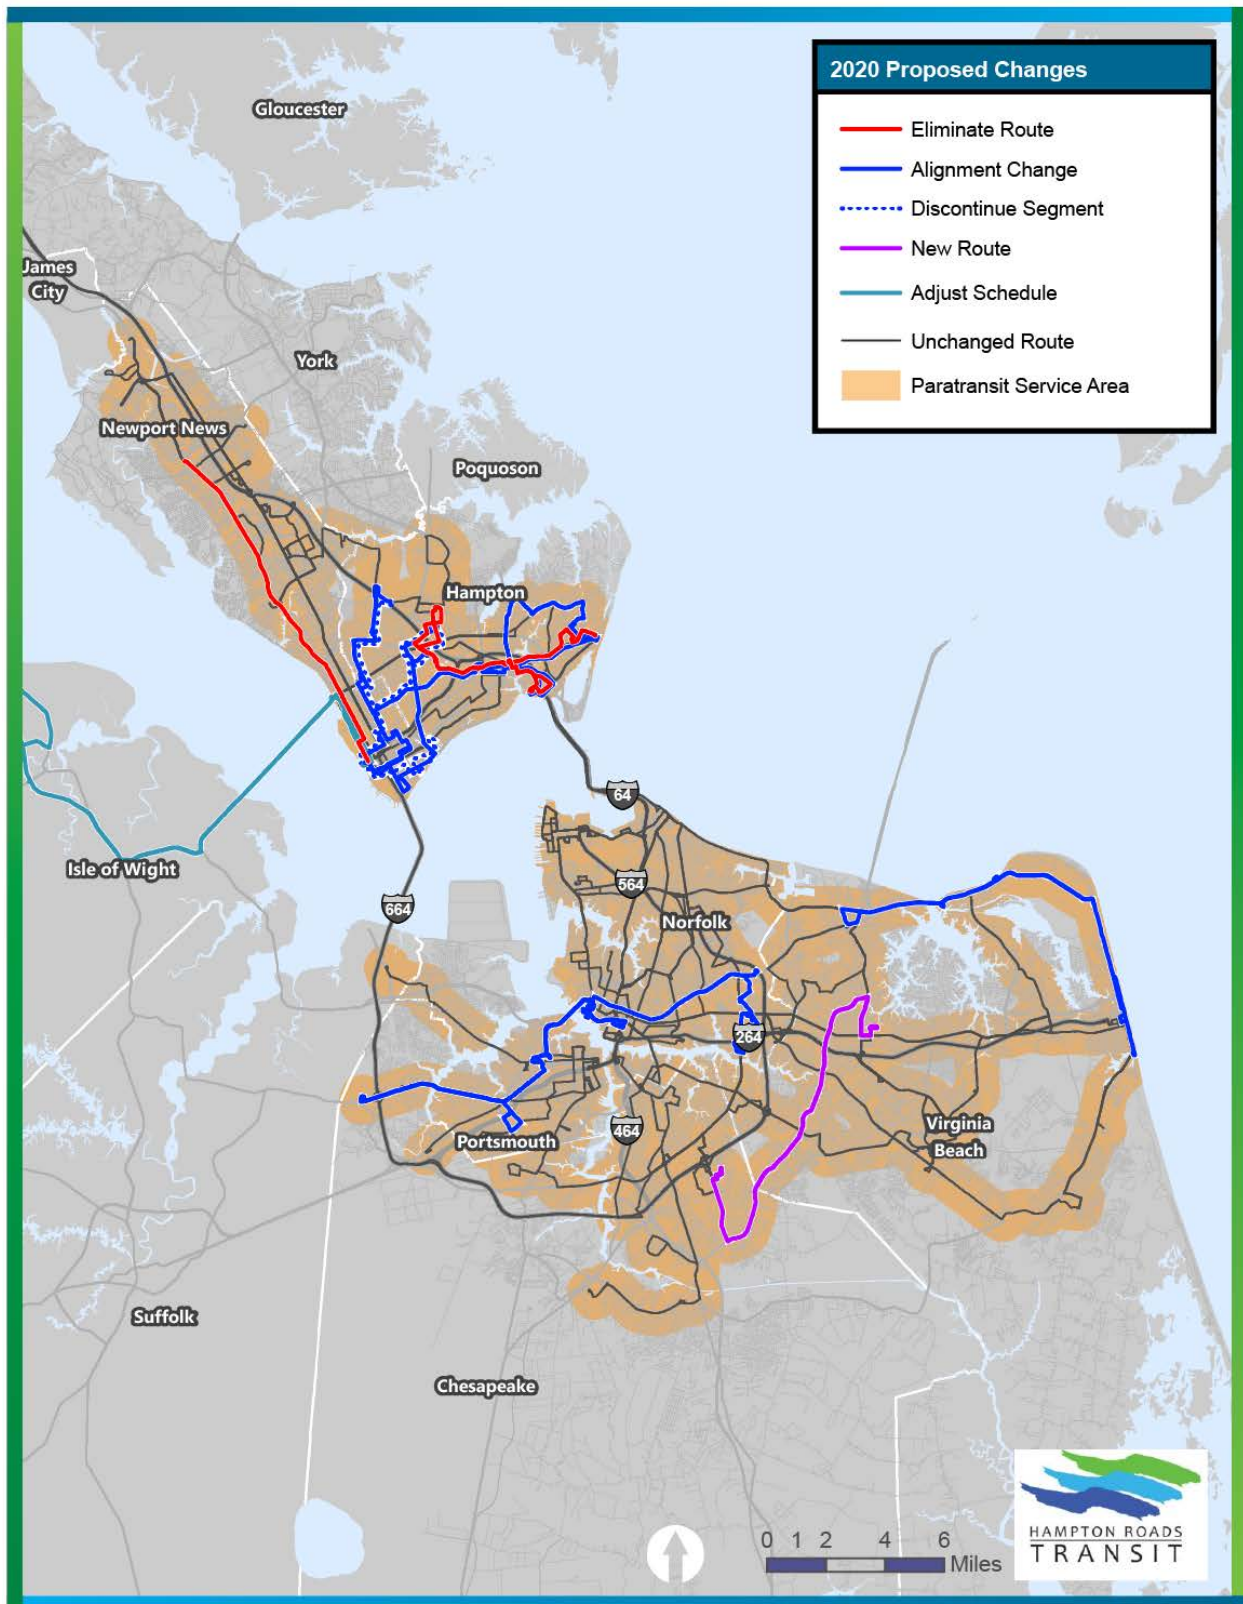 2020 Proposed Changes
Eliminate Route
Alignment Change
Discontinue Segment
New Route
Adjust Schedule
Unchanged Route
Paratransit Service Area
Gloucester
James
City
York
Newport News
Poquoson
Hampton
64
Isle of Wight
564
664
Norfolk
264
Virginia
Beach
464
Portsmouth
Suffolk
Chesapeake
0 1 2 4 6
Miles
HAMPTON ROADS
TRANSIT